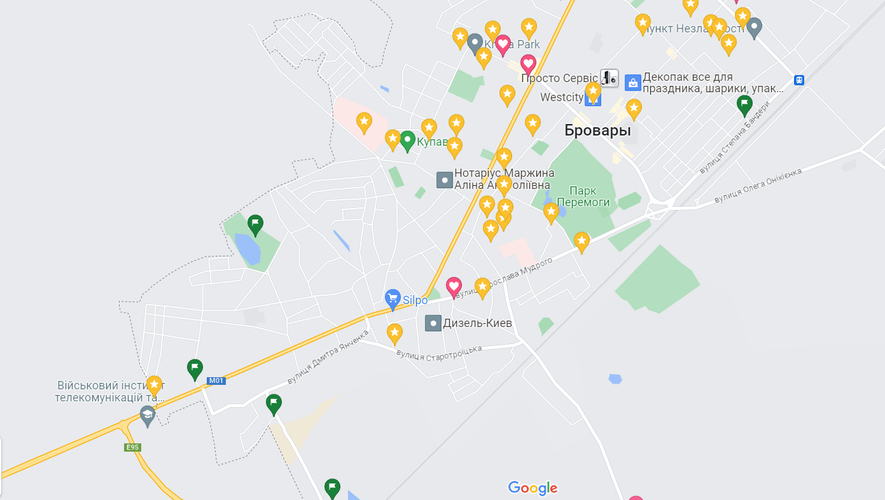 Пункт Незламності
Park
Просто Сервіс
Декопак все для
праздника, шарики, упак...
Westcity
Бровары
вулиця Степана Бандери
Купава
Нотаріус Маржина
Аліна Анатоліївна
Парк
Перемоги
вулиця Олега Онікієнка
вулиця Ярослава Мудрого
Silpo
Дизель-Киев
вулиця Дмитра Янченка
вулиця Старотроїцька
M01
Військовий інститут
телекомунікацій та...
E95
Google